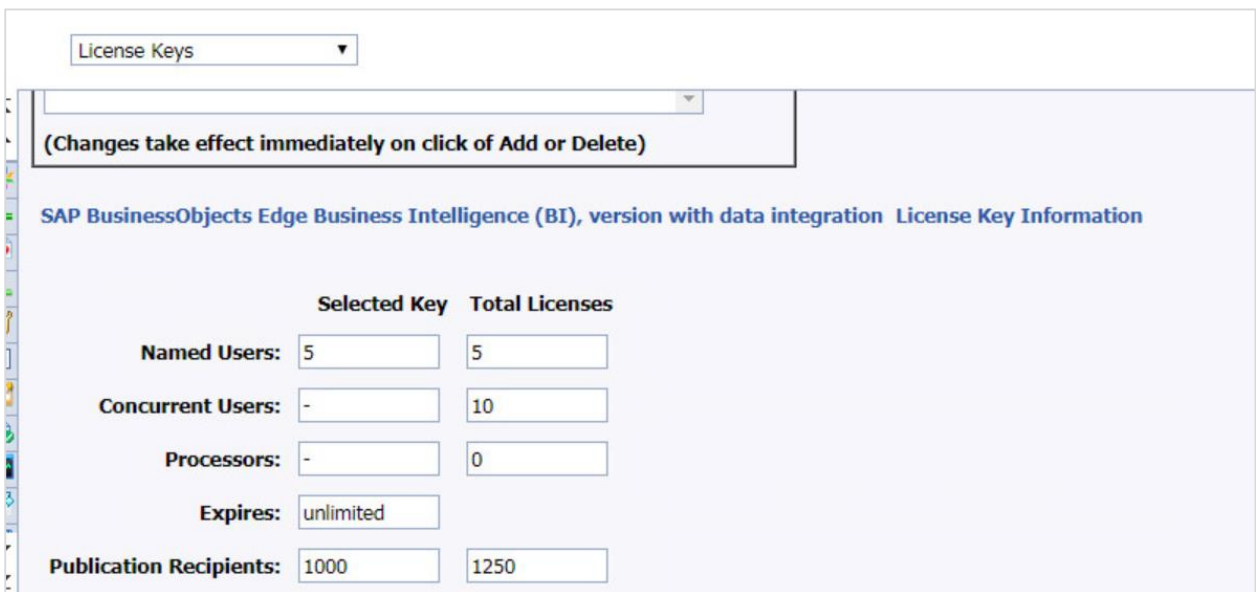 License Keys
(Changes take effect immediately on click of Add or Delete)
SAP BusinessObjects Edge Business Intelligence (BI), version with data integration License Key Information
Selected Key Total Licenses
Named Users: 5 5
Concurrent Users: - 10
Processors: - 0
Expires: unlimited
Publication Recipients: 1000 1250